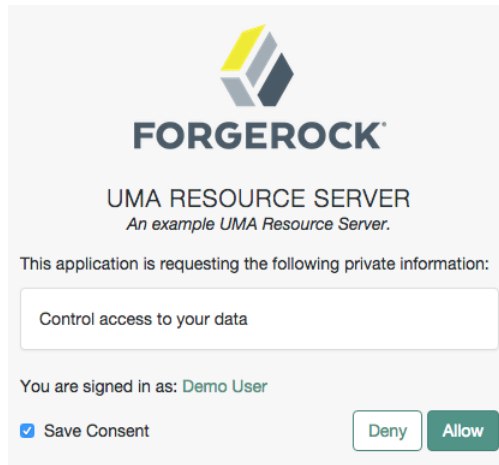 FORGEROCK
UMA RESOURCE SERVER
An example UMA Resource Server.
This application is requesting the following private information:
Control access to your data
You are signed in as: Demo User
Save Consent
Deny
Allow